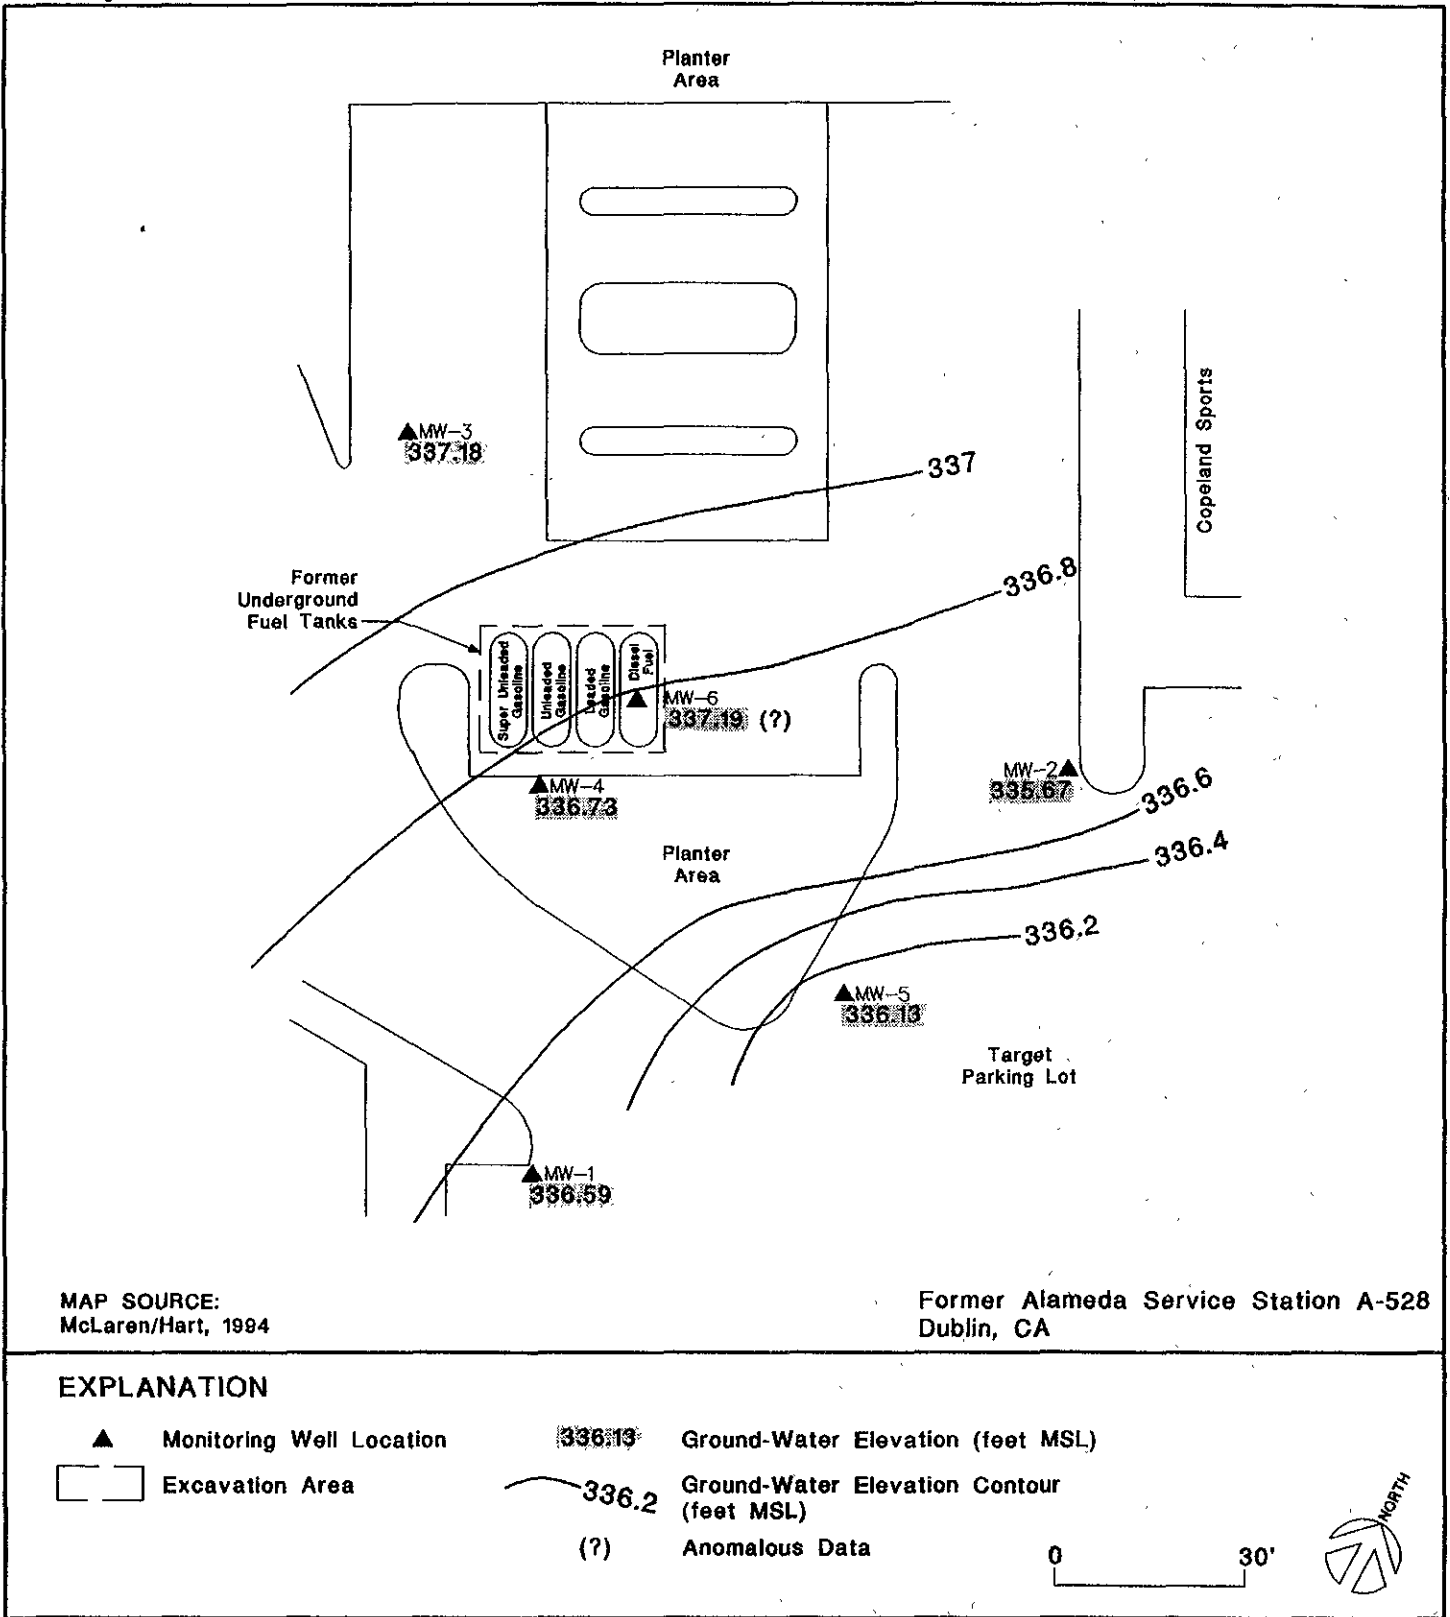 Planter
Area
MW-3
337.18
337
Copeland Sports
336.8
Former
Underground
Fuel Tanks
Super Unleaded
Gasoline
Unleaded
Gasoline
Leaded
Gasoline
Diesel
Fuel
MW-6
337.19 (?)
MW-4
336.73
MW-2
335.67
336.6
336.4
336.2
Planter
Area
MW-5
336.13
Target
Parking Lot
MW-1
336.59
MAP SOURCE:
McLaren/Hart, 1994
Former Alameda Service Station A-528
Dublin, CA
EXPLANATION
Monitoring Well Location
Excavation Area
336.13 Ground-Water Elevation (feet MSL)
336.2 Ground-Water Elevation Contour
(feet MSL)
(?) Anomalous Data
0 30'
NORTH